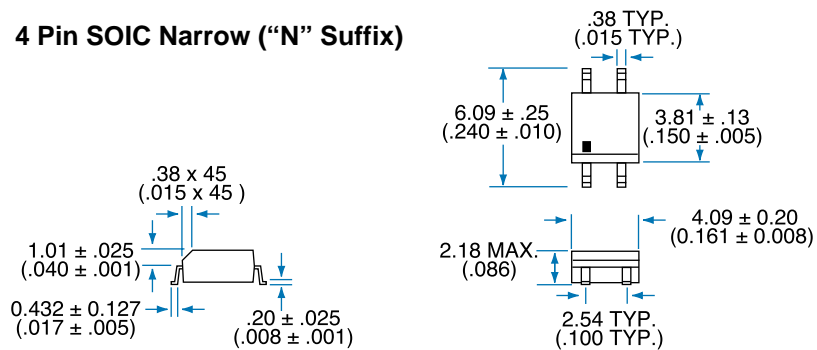 4 Pin SOIC Narrow (“N” Suffix)
.38 TYP.
(.015 TYP.)
6.09 ± .25
(.240 ± .010)
3.81 ± .13
(.150 ± .005)
.38 x 45
(.015 x 45 )
1.01 ± .025
(.040 ± .001)
0.432 ± 0.127
(.017 ± .005)
.20 ± .025
(.008 ± .001)
4.09 ± 0.20
(0.161 ± 0.008)
2.18 MAX.
(.086)
2.54 TYP.
(.100 TYP.)